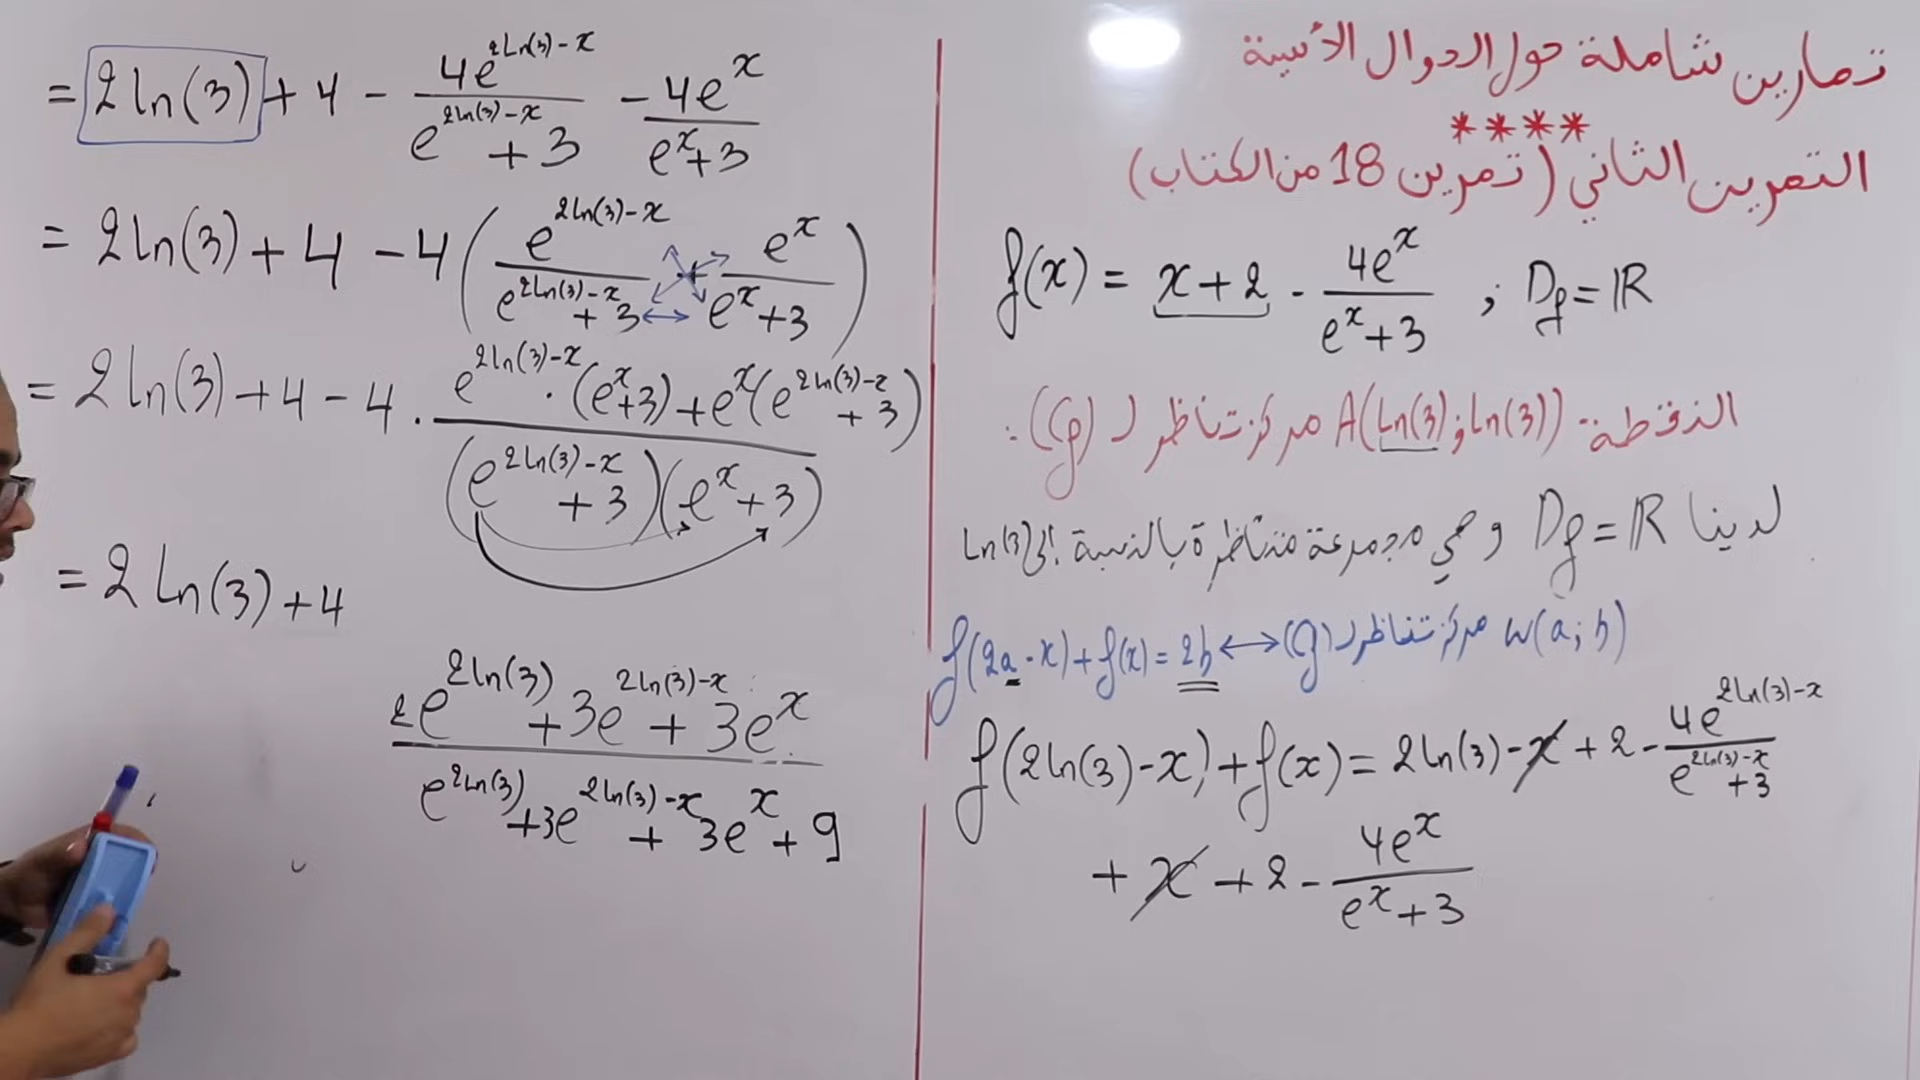 تمارين شاملة حول الدوال الأسية
****
التمرين الثاني (تمرين 18 من الكتاب)
f(x) = x+2 - 4e^x / (e^x+3) ; Df = ℝ
النقطة A(ln(3); ln(3)) مركز تناظر لـ (Cf) :
لدينا Df = ℝ و هي مجموعة متناظرة بالنسبة إلى ln(3)
f(2a-x)+f(x) = 2b ⟷ (Cf) مركز تناظر لـ w(a; b)
f(2ln(3)-x)+f(x) = 2ln(3)-x+2 - 4e^(2ln(3)-x) / (e^(2ln(3)-x)+3)
+ x+2 - 4e^x / (e^x+3)
= 2ln(3)+4 - 4e^(2ln(3)-x) / (e^(2ln(3)-x)+3) - 4e^x / (e^x+3)
= 2ln(3)+4-4( e^(2ln(3)-x) / (e^(2ln(3)-x)+3) + e^x / (e^x+3) )
= 2ln(3)+4-4 · ( e^(2ln(3)-x) · (e^x+3)+e^x(e^(2ln(3)-x)+3) ) / ( (e^(2ln(3)-x)+3)(e^x+3) )
= 2ln(3)+4
2e^(2ln(3)) + 3e^(2ln(3)-x) + 3e^x
e^(2ln(3)) + 3e^(2ln(3)-x) + 3e^x + 9